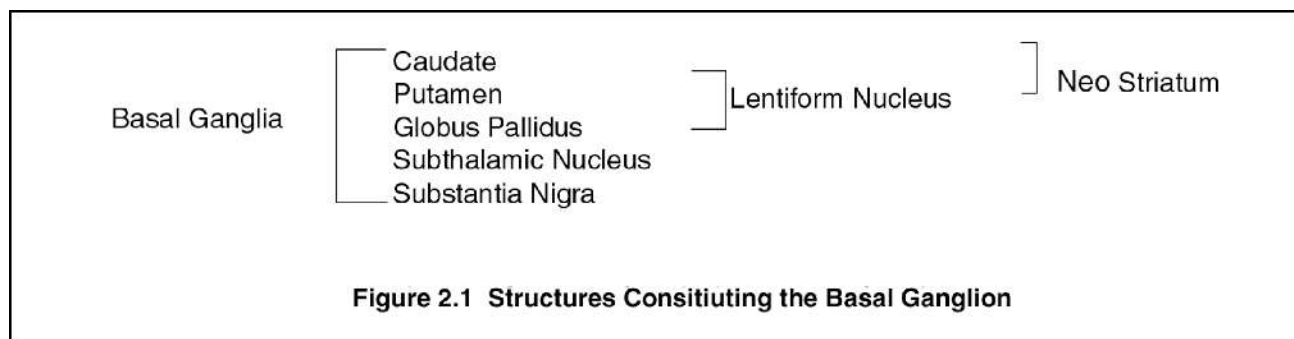 Basal Ganglia
Caudate
Putamen
Globus Pallidus
Subthalamic Nucleus
Substantia Nigra
Lentiform Nucleus
Neo Striatum
Figure 2.1 Structures Consitiuting the Basal Ganglion